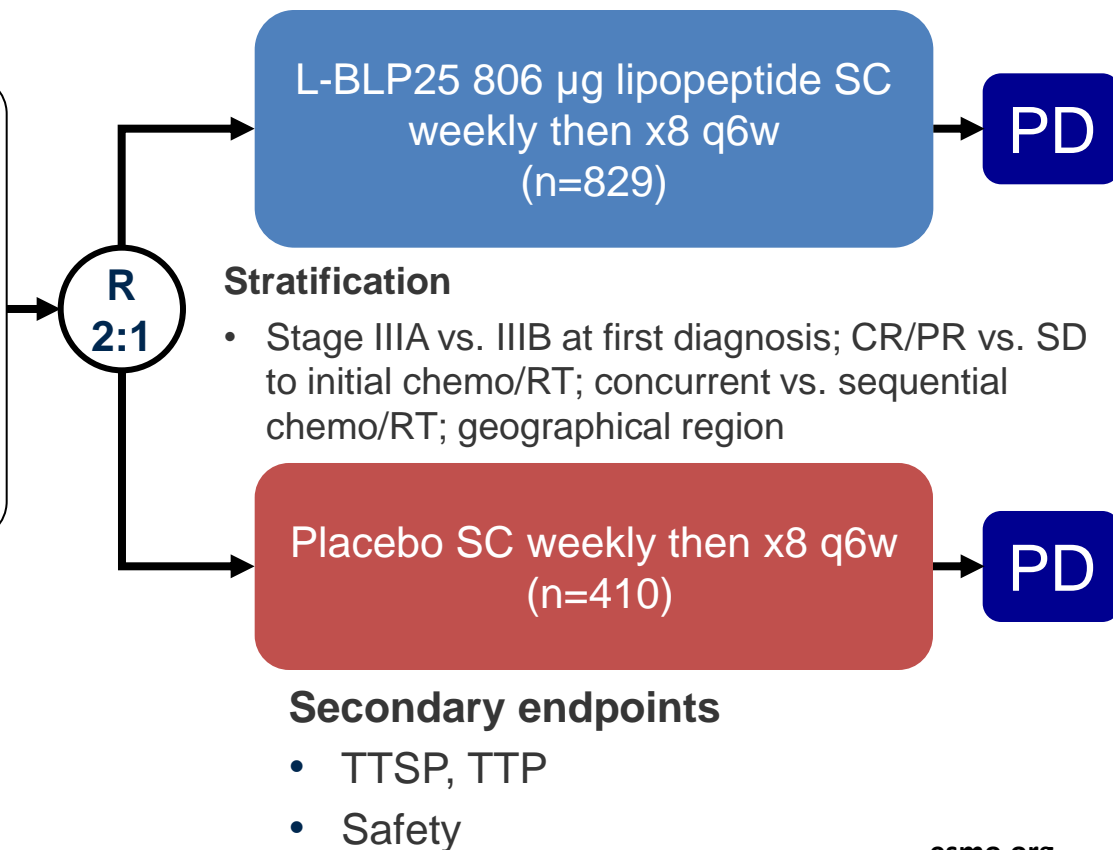 L-BLP25 806 µg lipopeptide SC
weekly then x8 q6w
(n=829)
PD
R
2:1
Stratification
• Stage IIIA vs. IIIB at first diagnosis; CR/PR vs. SD
to initial chemo/RT; concurrent vs. sequential
chemo/RT; geographical region
Placebo SC weekly then x8 q6w
(n=410)
PD
Secondary endpoints
• TTSP, TTP
• Safety